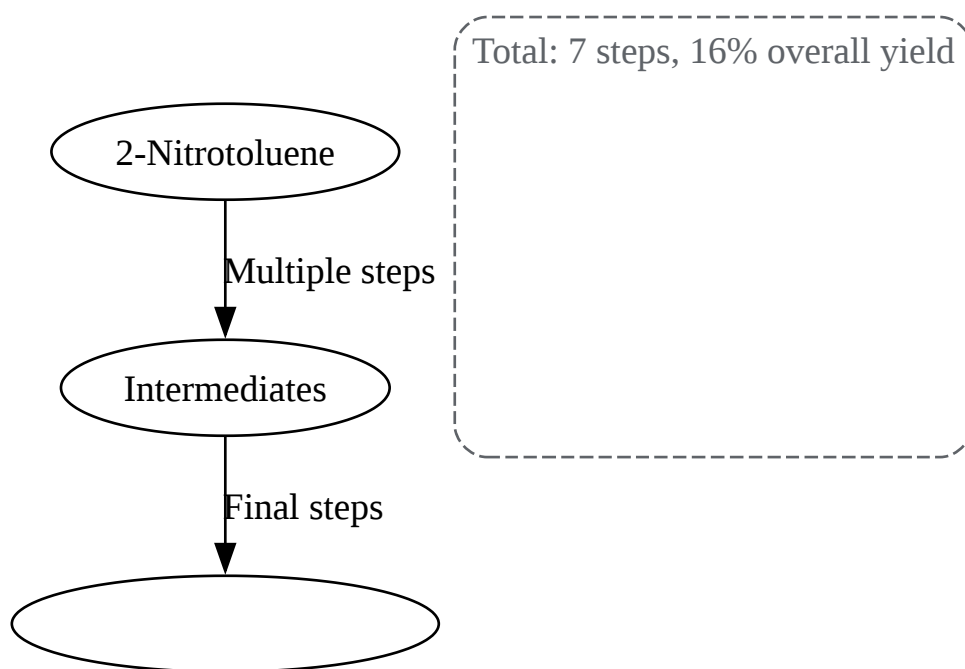 Total: 7 steps, 16% overall yield
2-Nitrotoluene
Multiple steps
Intermediates
Final steps